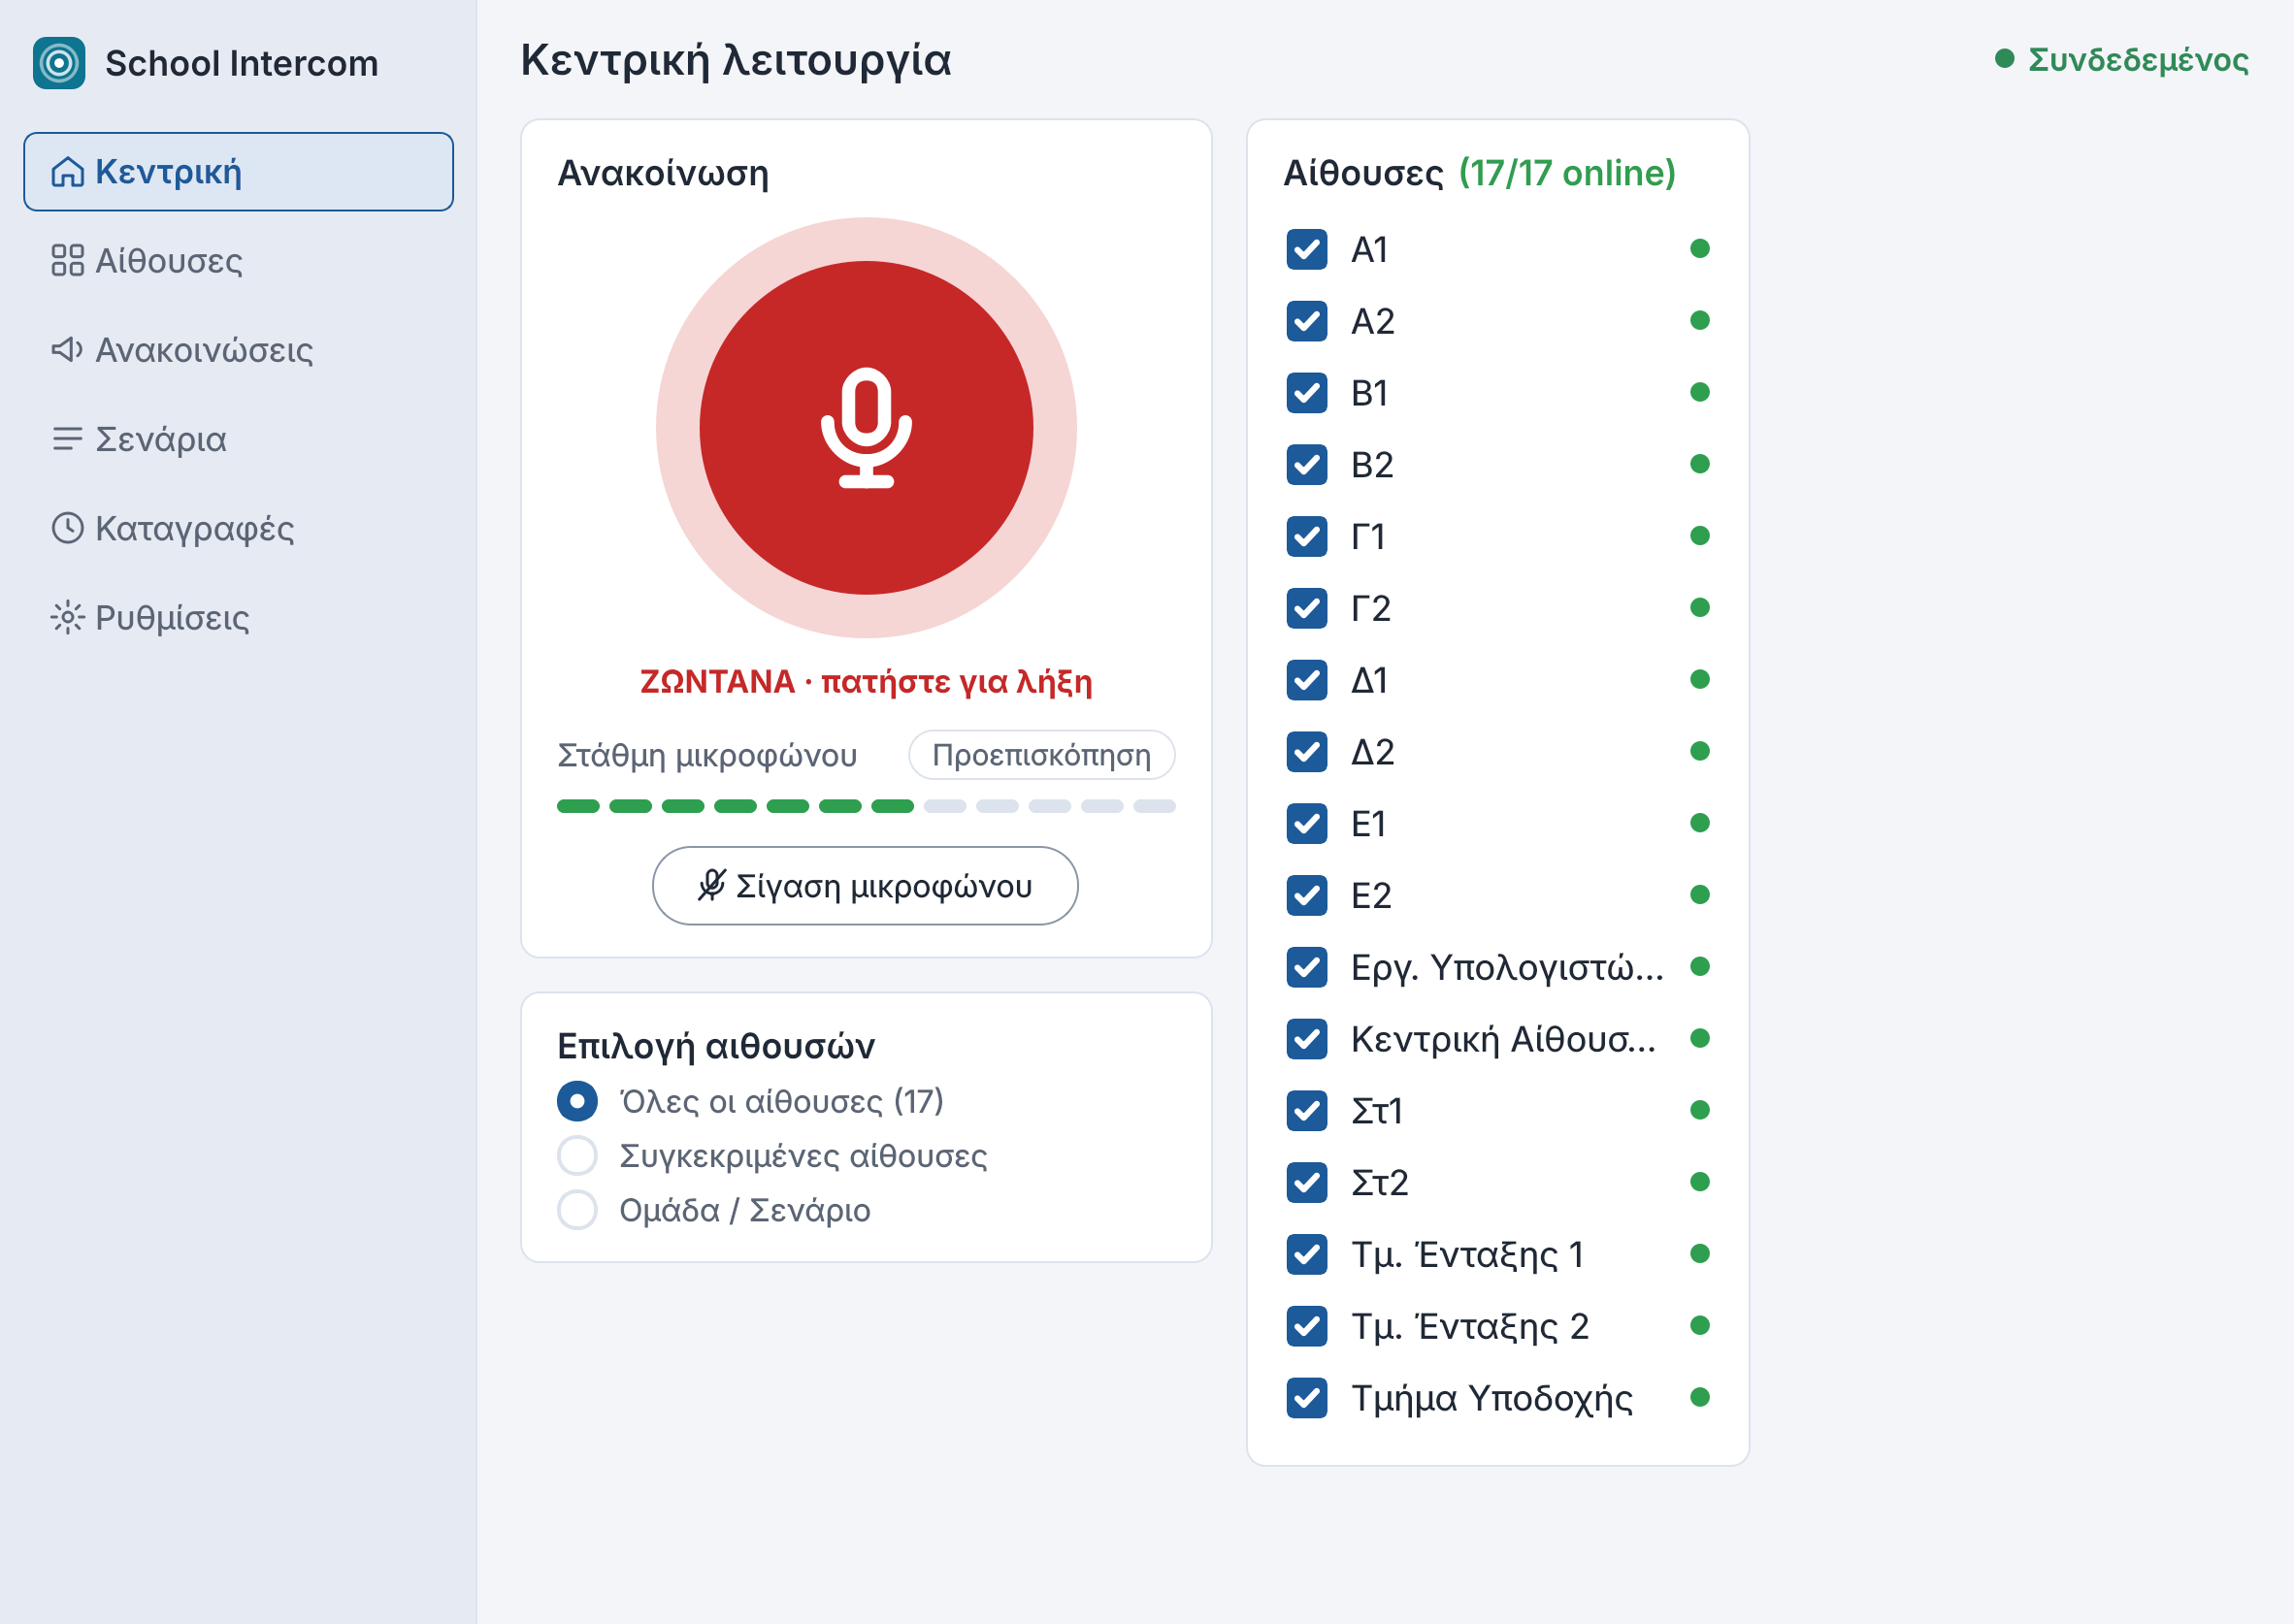 School Intercom
Κεντρική
Αίθουσες
Ανακοινώσεις
Σενάρια
Καταγραφές
Ρυθμίσεις
Κεντρική λειτουργία
Συνδεδεμένος
Ανακοίνωση
ΖΩΝΤΑΝΑ · πατήστε για λήξη
Στάθμη μικροφώνου
Προεπισκόπηση
Σίγαση μικροφώνου
Επιλογή αιθουσών
Όλες οι αίθουσες (17)
Συγκεκριμένες αίθουσες
Ομάδα / Σενάριο
Αίθουσες (17/17 online)
Α1
Α2
Β1
Β2
Γ1
Γ2
Δ1
Δ2
Ε1
Ε2
Εργ. Υπολογιστώ...
Κεντρική Αίθουσ...
Στ1
Στ2
Τμ. Ένταξης 1
Τμ. Ένταξης 2
Τμήμα Υποδοχής